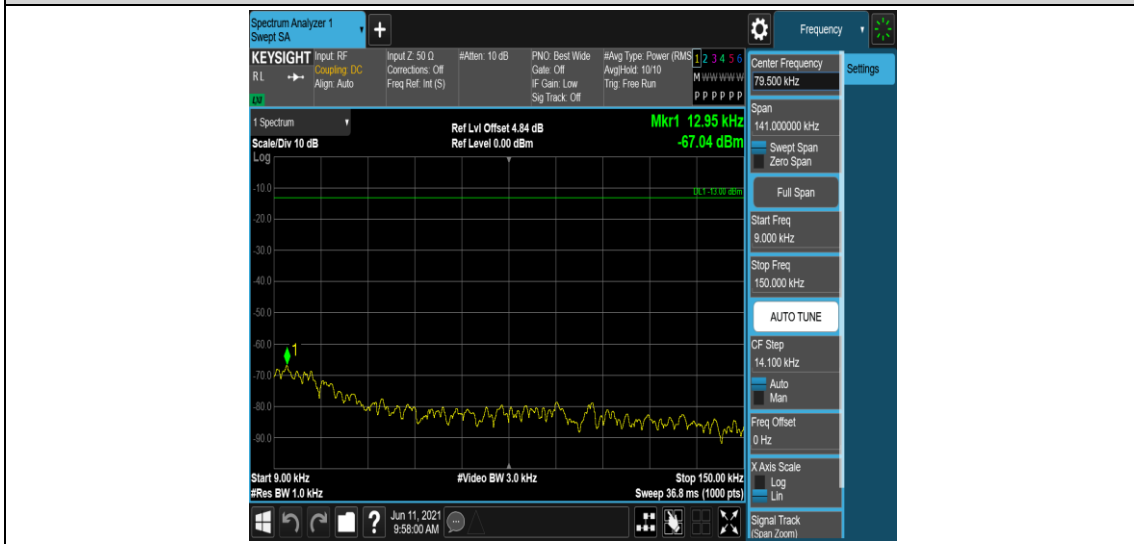 Spectrum Analyzer 1
Swept SA
+
Frequency
KEYSIGHT
RL
Input: RF
Coupling: DC
Align: Auto
Input Z: 50 Ω
Corrections: Off
Freq Ref: Int (S)
#Atten: 10 dB
PNO: Best Wide
Gate: Off
IF Gain: Low
Sig Track: Off
#Avg Type: Power (RMS
Avg|Hold: 10/10
Trig: Free Run
1 2 3 4 5 6
M W W W W W
P P P P P P
1 Spectrum
Scale/Div 10 dB
Log
Ref Lvl Offset 4.84 dB
Ref Level 0.00 dBm
Mkr1 12.95 kHz
-67.04 dBm
DL1 -13.00 dBm
-10.0
-20.0
-30.0
-40.0
-50.0
-60.0
1
-70.0
-80.0
-90.0
Start 9.00 kHz
#Res BW 1.0 kHz
#Video BW 3.0 kHz
Stop 150.00 kHz
Sweep 36.8 ms (1000 pts)
Jun 11, 2021
9:58:00 AM
Center Frequency
79.500 kHz
Settings
Span
141.000000 kHz
Swept Span
Zero Span
Full Span
Start Freq
9.000 kHz
Stop Freq
150.000 kHz
AUTO TUNE
CF Step
14.100 kHz
Auto
Man
Freq Offset
0 Hz
X Axis Scale
Log
Lin
Signal Track
(Span Zoom)